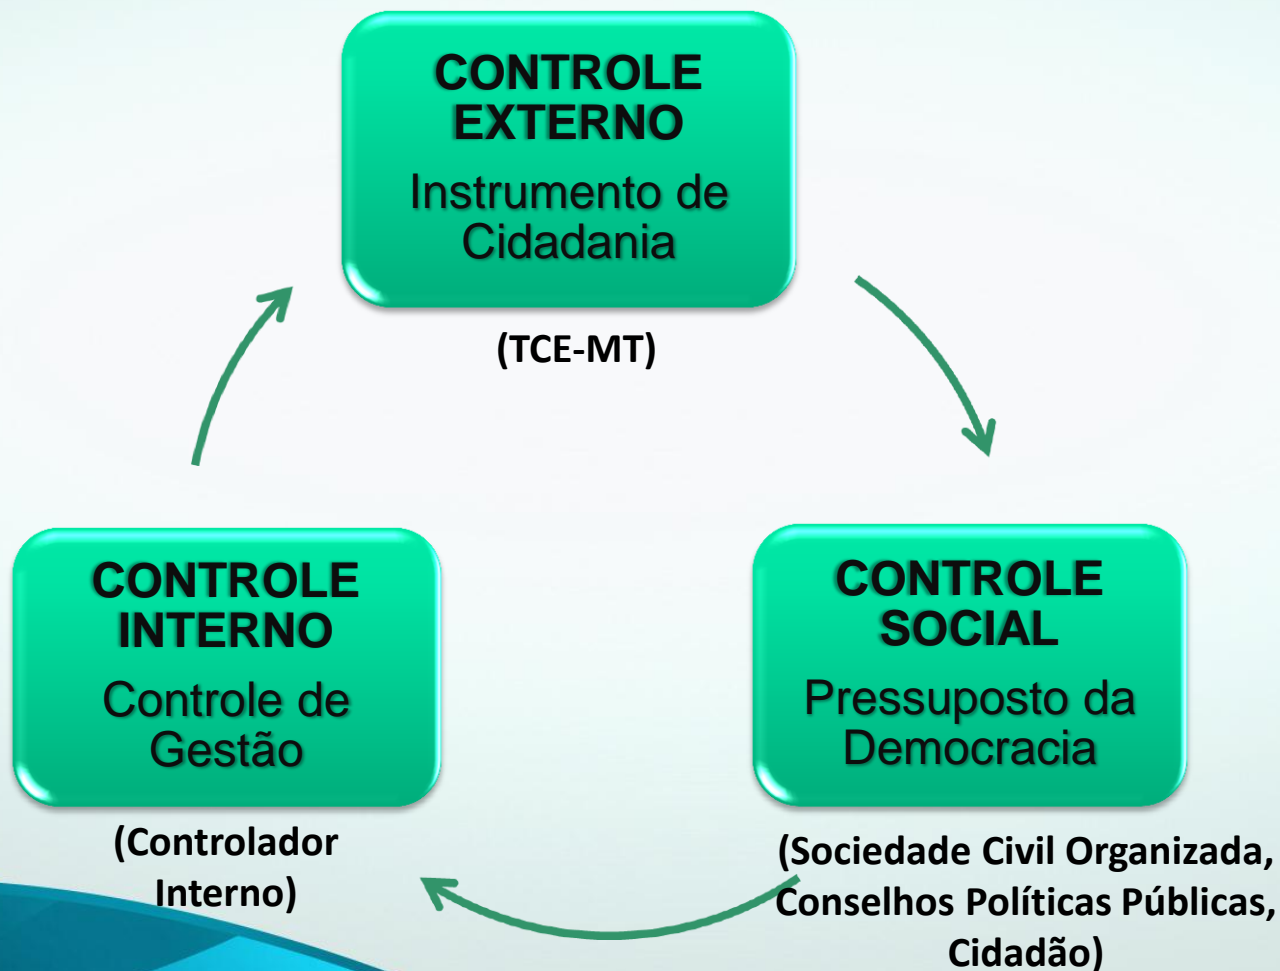 CONTROLE
EXTERNO
Instrumento de
Cidadania
(TCE-MT)
CONTROLE
INTERNO
Controle de
Gestão
(Controlador
Interno)
CONTROLE
SOCIAL
Pressuposto da
Democracia
(Sociedade Civil Organizada,
Conselhos Políticas Públicas,
Cidadão)